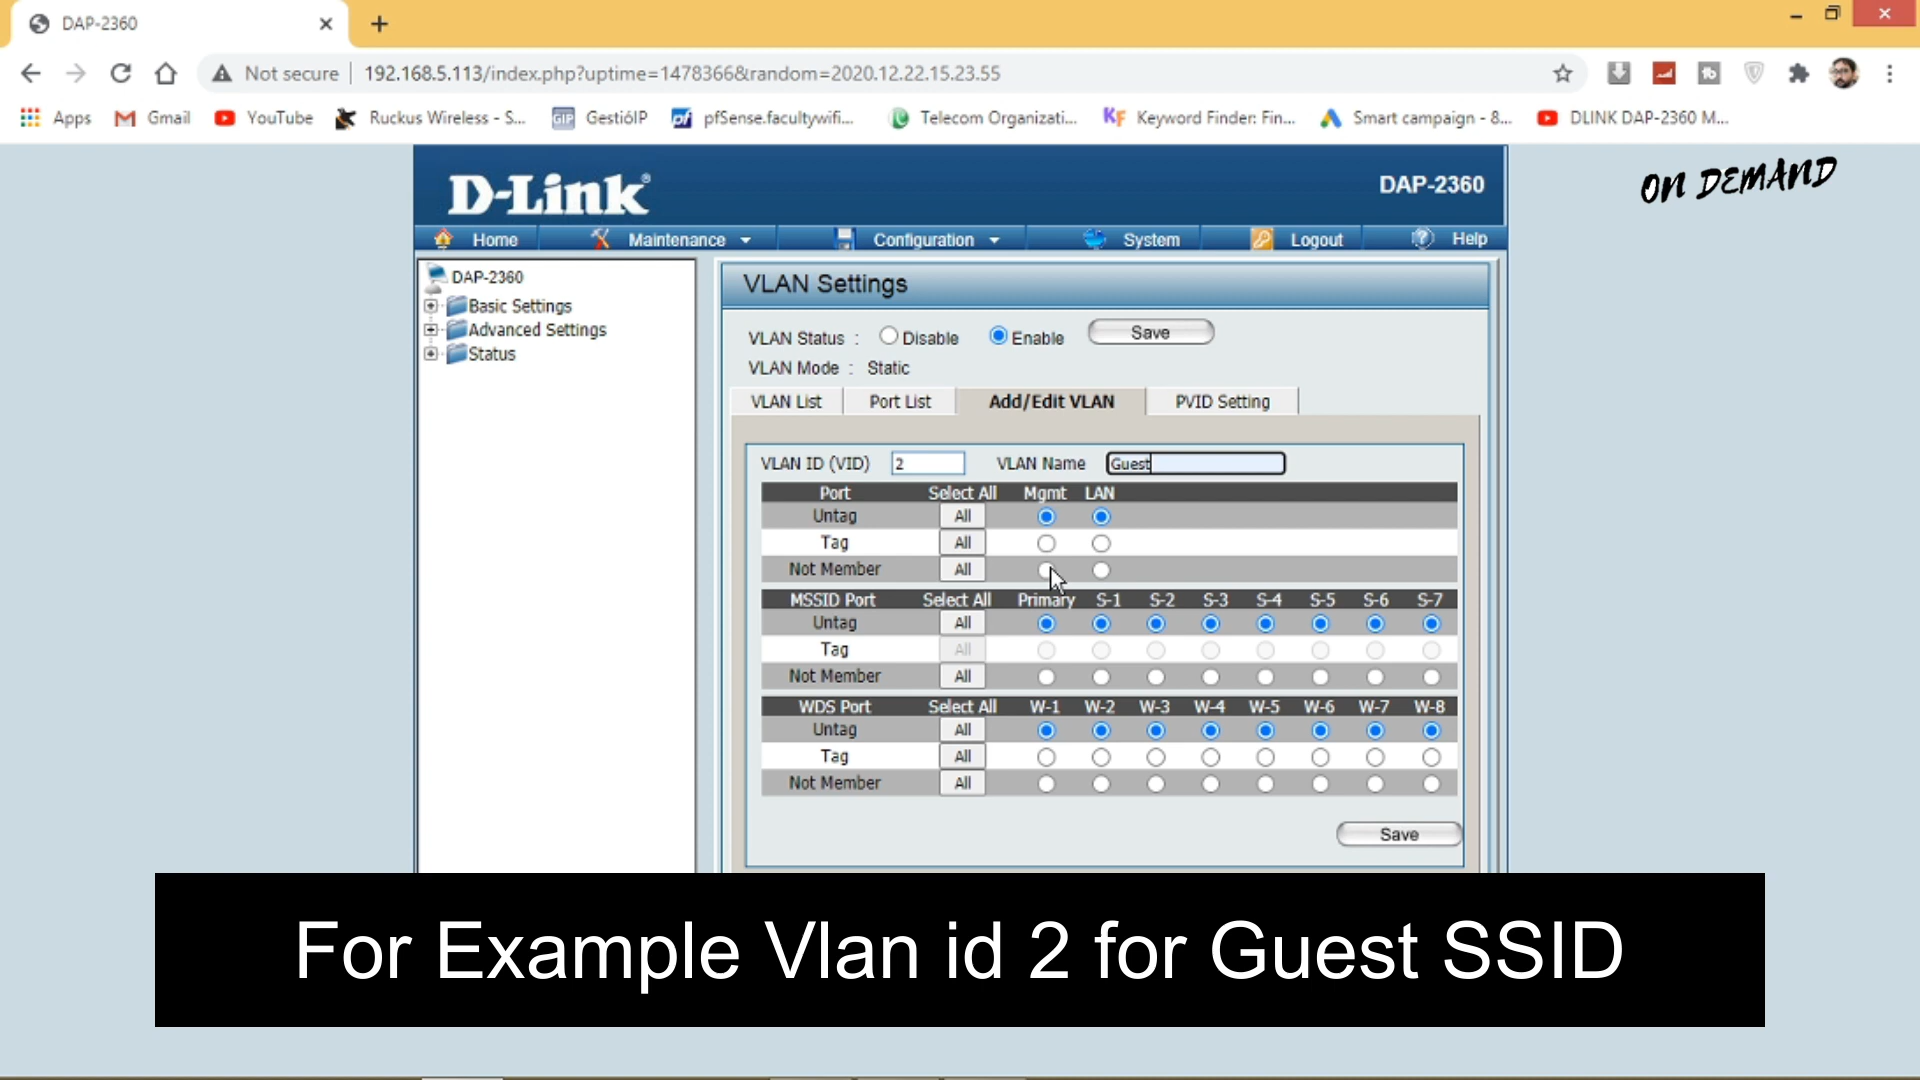 DAP-2360
Not secure 192.168.5.113/index.php?uptime=1478366&random=2020.12.22.15.23.55
Apps Gmail YouTube Ruckus Wireless - S... GIP GestióIP pf pfSense.facultywifi... Telecom Organizati... KF Keyword Finder: Fin... Smart campaign - 8... DLINK DAP-2360 M...
ON DEMAND
D-Link® DAP-2360
Home Maintenance Configuration System Logout Help
DAP-2360
Basic Settings
Advanced Settings
Status
VLAN Settings
VLAN Status : Disable Enable Save
VLAN Mode : Static
VLAN List Port List Add/Edit VLAN PVID Setting
VLAN ID (VID) 2 VLAN Name Guest
Port Select All Mgmt LAN
Untag All
Tag All
Not Member All
MSSID Port Select All Primary S-1 S-2 S-3 S-4 S-5 S-6 S-7
Untag All
Tag All
Not Member All
WDS Port Select All W-1 W-2 W-3 W-4 W-5 W-6 W-7 W-8
Untag All
Tag All
Not Member All
Save
For Example Vlan id 2 for Guest SSID